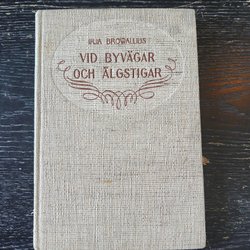 IRJA BROWALLIUS
VID BYVÄGAR
OCH ÄLGSTIGAR